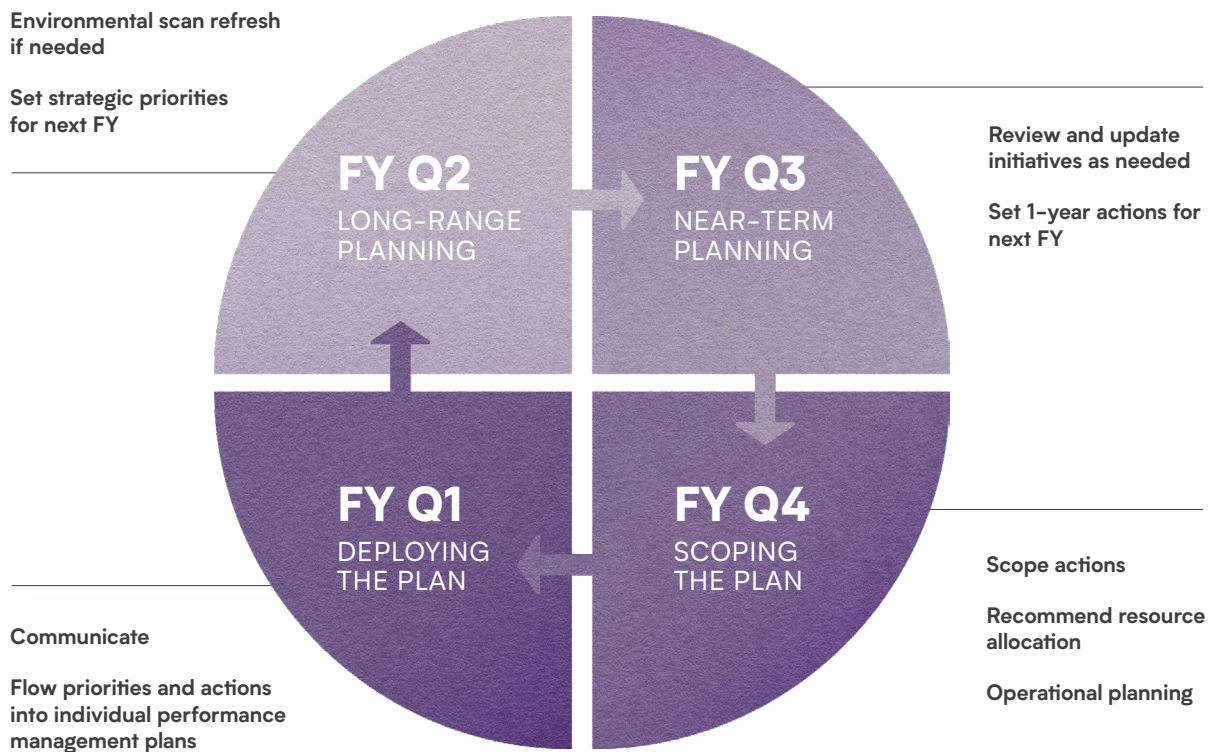 Environmental scan refresh
if needed
Set strategic priorities
for next FY
FY Q2
LONG-RANGE
PLANNING
FY Q3
NEAR-TERM
PLANNING
Review and update
initiatives as needed
Set 1-year actions for
next FY
FY Q1
DEPLOYING
THE PLAN
FY Q4
SCOPING
THE PLAN
Communicate
Flow priorities and actions
into individual performance
management plans
Scope actions
Recommend resource
allocation
Operational planning